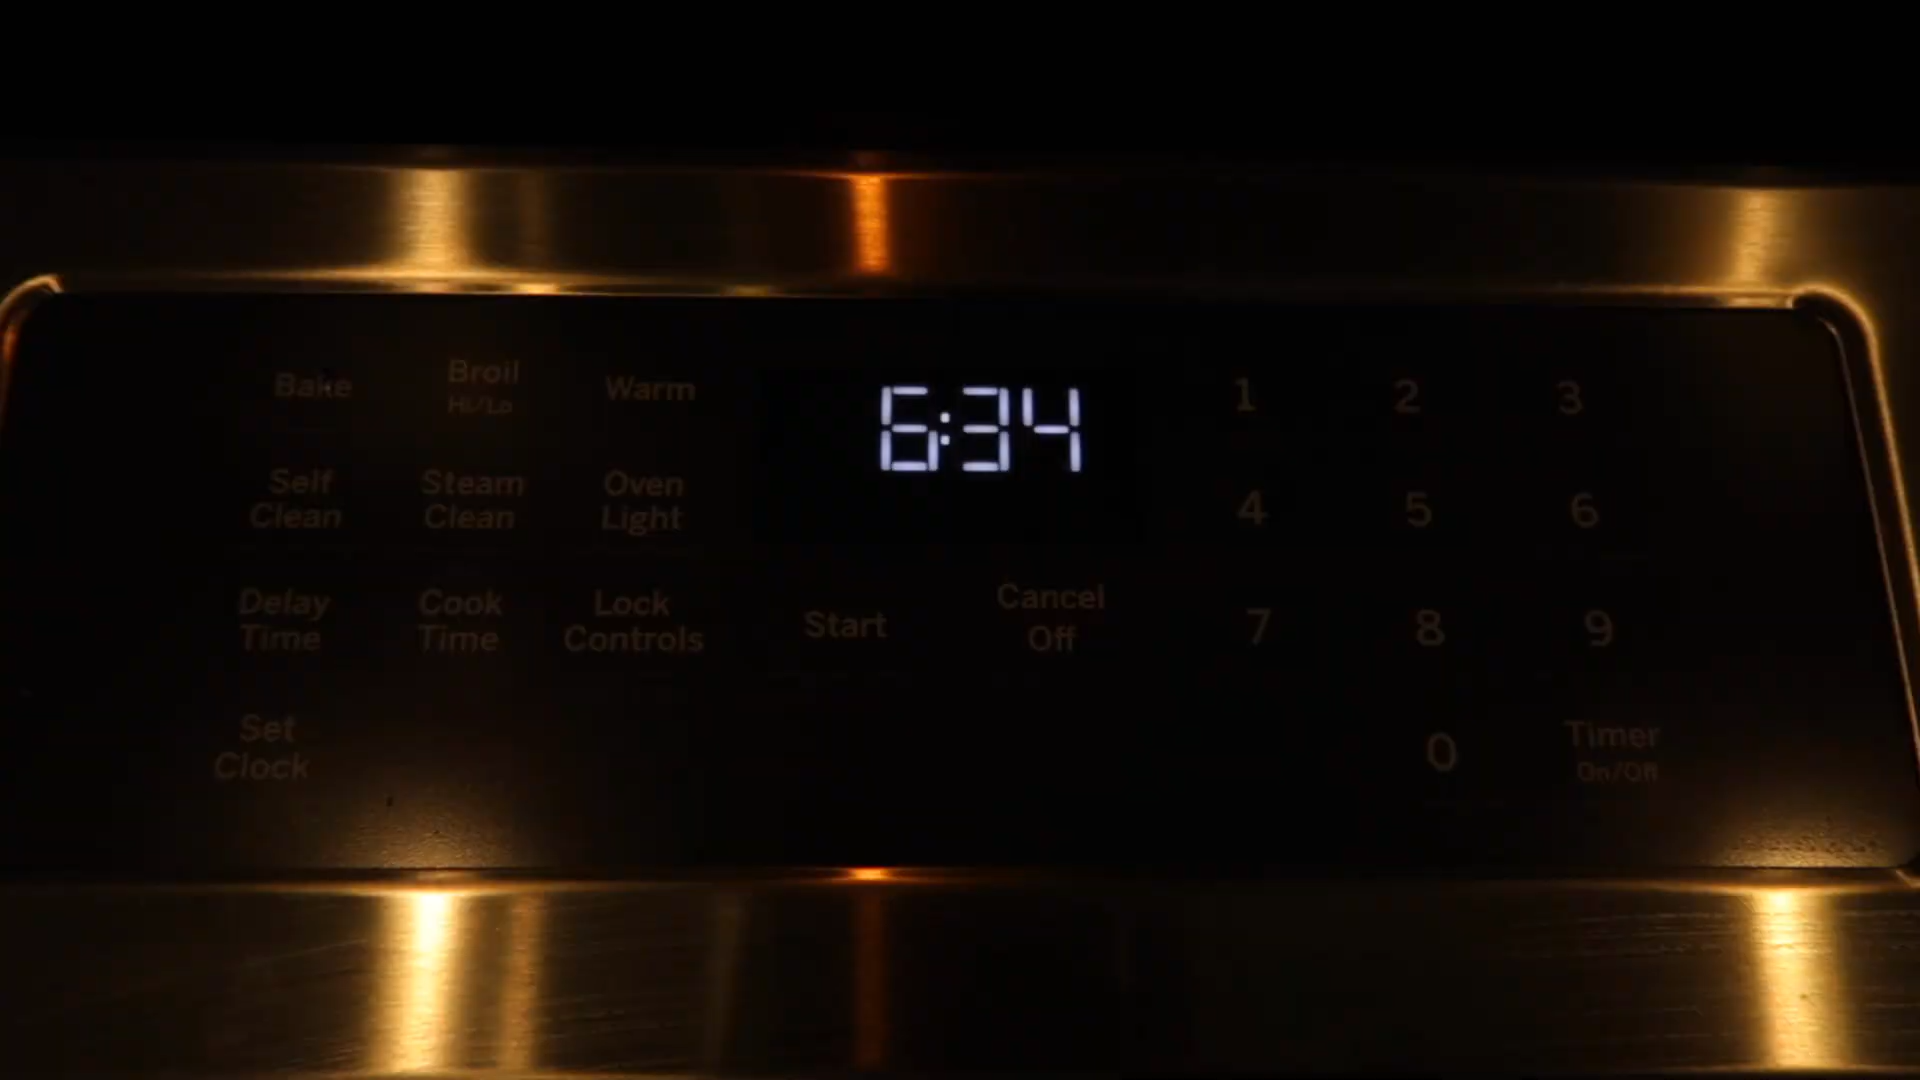 Bake
Broil
Hi/Lo
Warm
6:34
1 2 3
Self
Clean
Steam
Clean
Oven
Light
4 5 6
Delay
Time
Cook
Time
Lock
Controls
Start
Cancel
Off
7 8 9
Set
Clock
0
Timer
On/Off